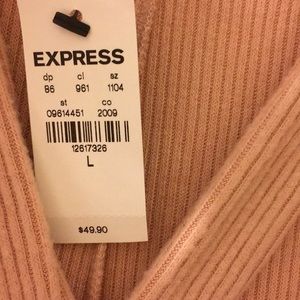 EXPRESS
dp cl sz
86 961 1104
st co
09614451 2009
12617326
L
$49.90